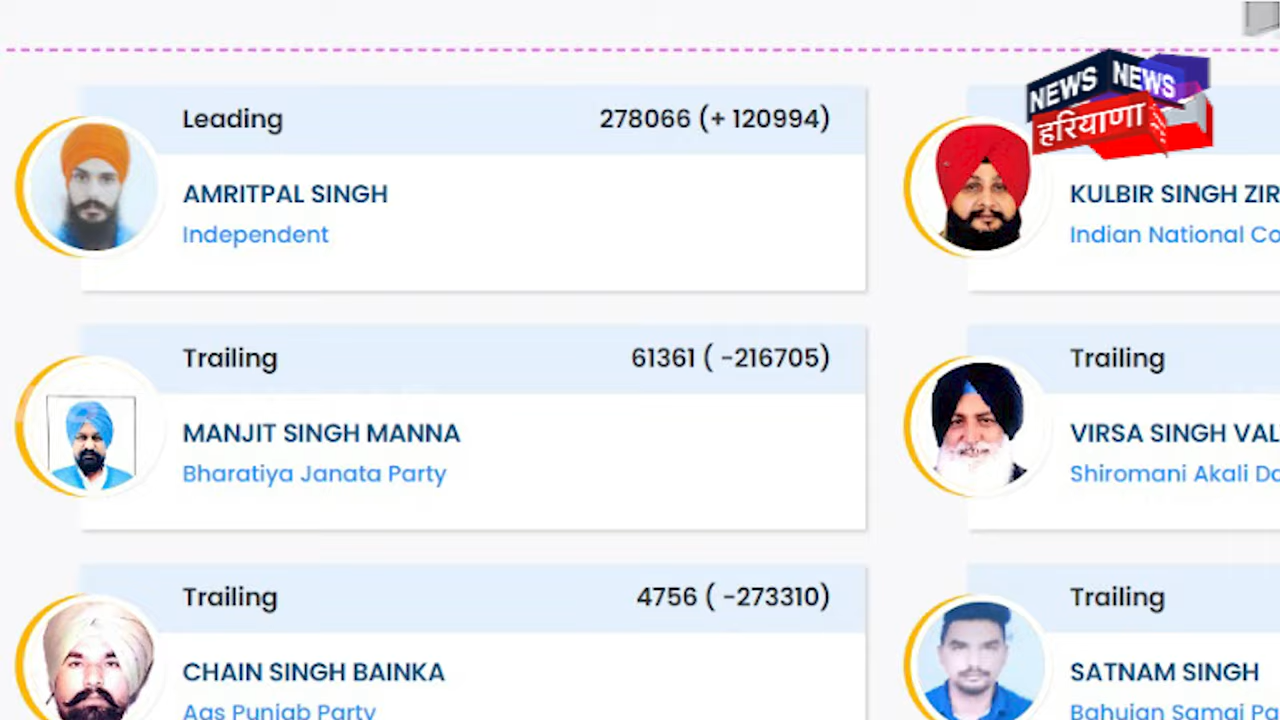 NEWS NEWS
हरियाणा
Leading 278066 (+ 120994)
AMRITPAL SINGH
Independent
KULBIR SINGH ZIR
Indian National Co
Trailing 61361 ( -216705)
MANJIT SINGH MANNA
Bharatiya Janata Party
Trailing
VIRSA SINGH VAL
Shiromani Akali Da
Trailing 4756 ( -273310)
CHAIN SINGH BAINKA
Aas Punjab Party
Trailing
SATNAM SINGH
Bahujan Samaj Pa